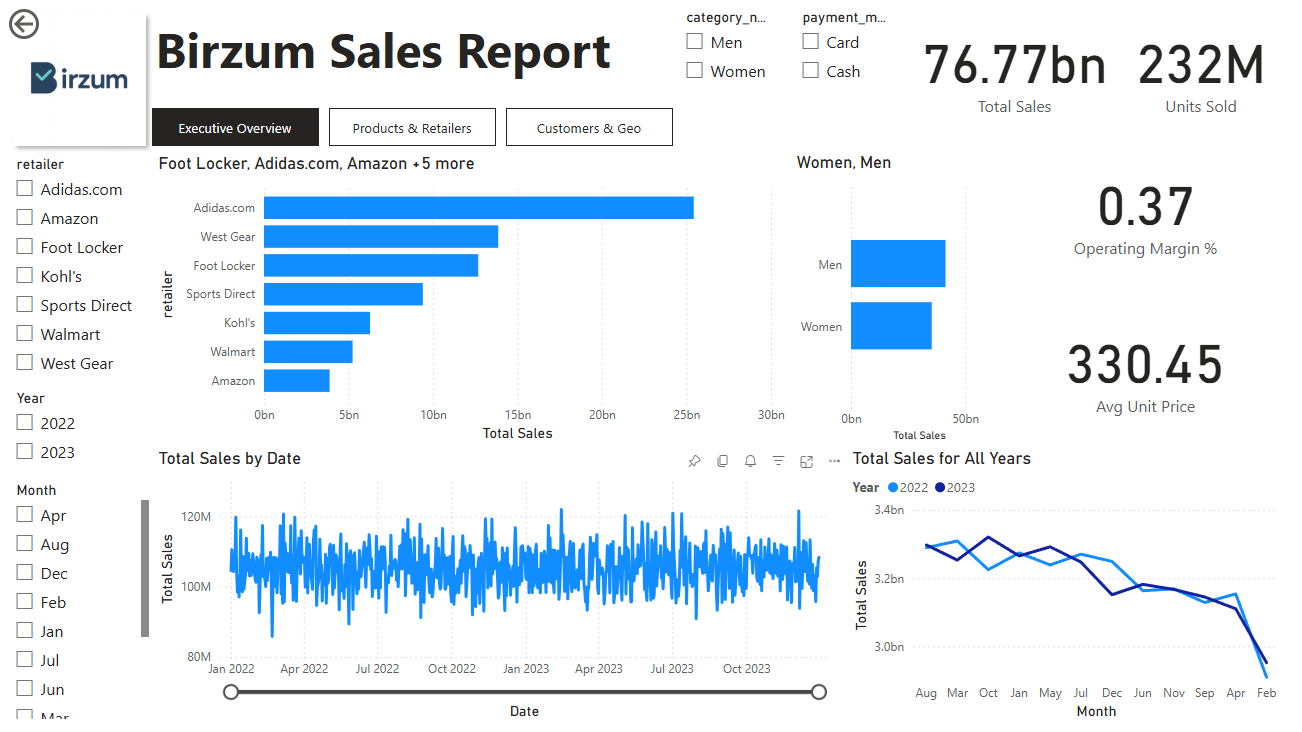 Birzum
Birzum Sales Report
category_n...
Men
Women
payment_m...
Card
Cash
76.77bn
Total Sales
232M
Units Sold
Executive Overview
Products & Retailers
Customers & Geo
retailer
Adidas.com
Amazon
Foot Locker
Kohl's
Sports Direct
Walmart
West Gear
Year
2022
2023
Month
Apr
Aug
Dec
Feb
Jan
Jul
Jun
Mar
Foot Locker, Adidas.com, Amazon +5 more
retailer
Adidas.com
West Gear
Foot Locker
Sports Direct
Kohl's
Walmart
Amazon
0bn 5bn 10bn 15bn 20bn 25bn 30bn
Total Sales
Women, Men
Men
Women
0bn 50bn
Total Sales
0.37
Operating Margin %
330.45
Avg Unit Price
Total Sales by Date
Total Sales
120M
100M
80M
Jan 2022 Apr 2022 Jul 2022 Oct 2022 Jan 2023 Apr 2023 Jul 2023 Oct 2023
Date
Total Sales for All Years
Year 2022 2023
Total Sales
3.4bn
3.2bn
3.0bn
Aug Mar Oct Jan May Jul Dec Jun Nov Sep Apr Feb
Month